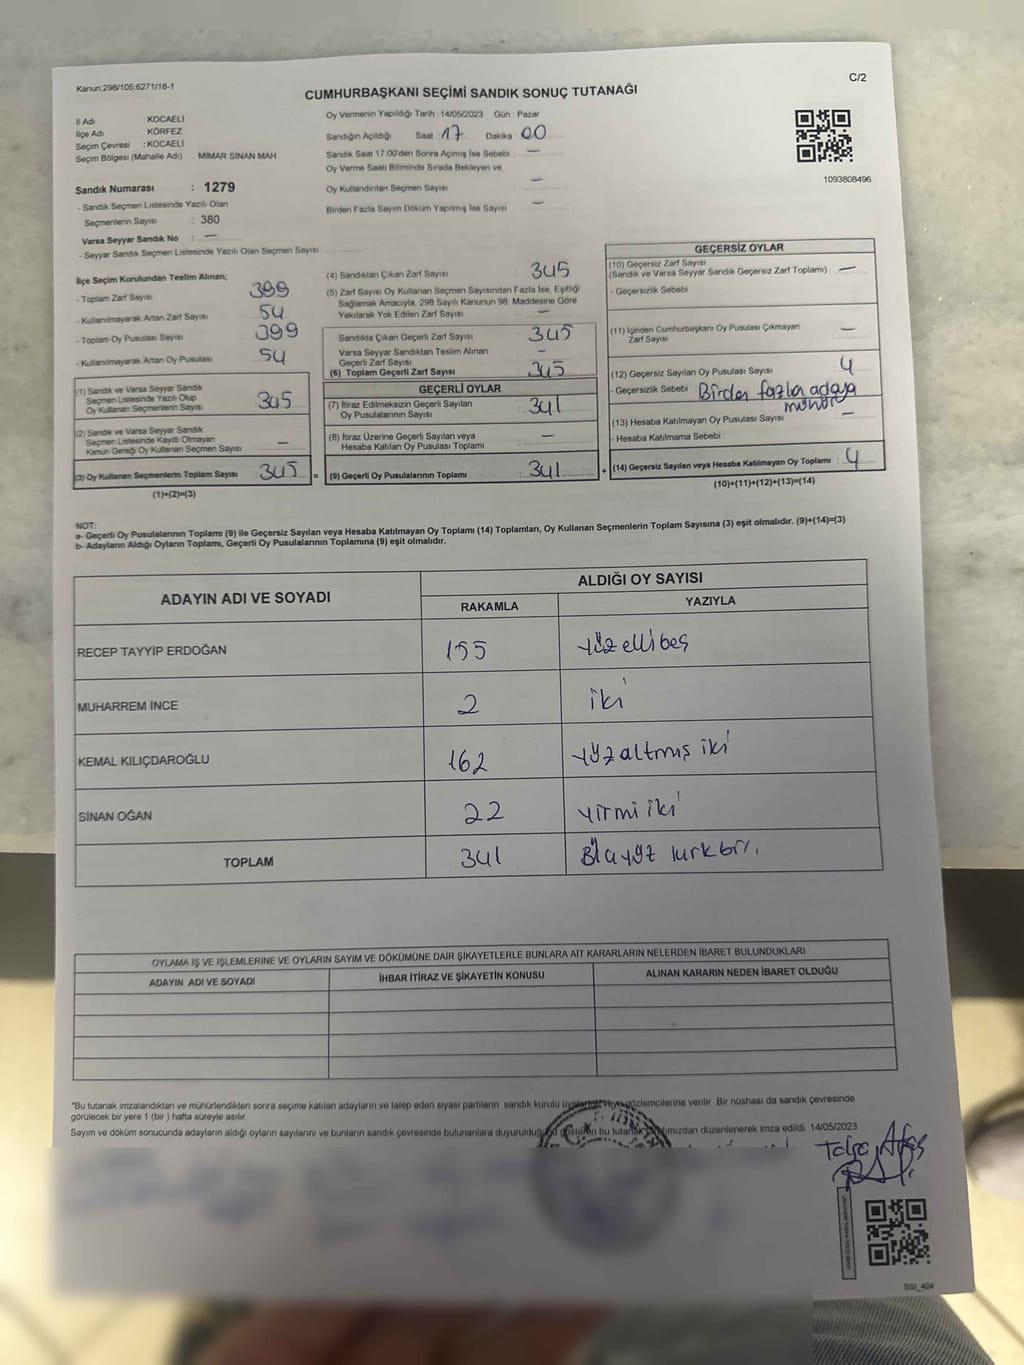 Kanun:298/105;6271/18-1
C/2
CUMHURBAŞKANI SEÇİMİ SANDIK SONUÇ TUTANAĞI
İl Adı : KOCAELİ
İlçe Adı : KÖRFEZ
Seçim Çevresi : KOCAELİ
Seçim Bölgesi (Mahalle Adı) : MİMAR SİNAN MAH
Sandık Numarası : 1279
- Sandık Seçmen Listesinde Yazılı Olan
Seçmenlerin Sayısı : 380
Varsa Seyyar Sandık No : —
- Seyyar Sandık Seçmen Listesinde Yazılı Olan Seçmen Sayısı
Oy Vermenin Yapıldığı Tarih :14/05/2023 Gün : Pazar
Sandığın Açıldığı Saat 17 Dakika 00
Sandık Saat 17:00'den Sonra Açımış İse Sebebi —
Oy Verme Saati Bitiminde Sırada Bekleyen ve
Oy Kullandırılan Seçmen Sayısı —
Birden Fazla Sayım Döküm Yapılmış İse Sayısı —
1093808496
İlçe Seçim Kurulundan Teslim Alınan;
- Toplam Zarf Sayısı 399
- Kullanılmayarak Artan Zarf Sayısı 54
- Toplam Oy Pusulası Sayısı 399
- Kullanılmayarak Artan Oy Pusulası 54
(1) Sandık ve Varsa Seyyar Sandık
Seçmen Listesinde Yazılı Olup
Oy Kullanan Seçmenlerin Sayısı 345
(2) Sandık ve Varsa Seyyar Sandık
Seçmen Listesinde Kayıtlı Olmayan
Kanun Gereği Oy Kullanan Seçmen Sayısı —
(3) Oy Kullanan Seçmenlerin Toplam Sayısı 345 =
(1)+(2)=(3)
(4) Sandıktan Çıkan Zarf Sayısı 345
(5) Zarf Sayısı Oy Kullanan Seçmen Sayısından Fazla İse, Eşitliği
Sağlamak Amacıyla, 298 Sayılı Kanunun 98. Maddesine Göre
Yakılarak Yok Edilen Zarf Sayısı —
Sandıkta Çıkan Geçerli Zarf Sayısı 345
Varsa Seyyar Sandıktan Teslim Alınan
Geçerli Zarf Sayısı —
(6) Toplam Geçerli Zarf Sayısı 345
GEÇERLİ OYLAR
(7) İtiraz Edilmeksizin Geçerli Sayılan
Oy Pusulalarının Sayısı 341
(8) İtiraz Üzerine Geçerli Sayılan veya
Hesaba Katılan Oy Pusulası Toplamı —
(9) Geçerli Oy Pusulalarının Toplamı : 341 +
GEÇERSİZ OYLAR
(10) Geçersiz Zarf Sayısı
(Sandık ve Varsa Seyyar Sandık Geçersiz Zarf Toplamı) —
- Geçersizlik Sebebi
(11) İçinden Cumhurbaşkanı Oy Pusulası Çıkmayan
Zarf Sayısı —
(12) Geçersiz Sayılan Oy Pusulası Sayısı 4
- Geçersizlik Sebebi Birden fazla adaya
mühür
(13) Hesaba Katılmayan Oy Pusulası Sayısı —
- Hesaba Katılmama Sebebi :
(14) Geçersiz Sayılan veya Hesaba Katılmayan Oy Toplamı : 4
(10)+(11)+(12)+(13)=(14)
NOT:
a- Geçerli Oy Pusulalarının Toplamı (9) ile Geçersiz Sayılan veya Hesaba Katılmayan Oy Toplamı (14) Toplamları, Oy Kullanan Seçmenlerin Toplam Sayısına (3) eşit olmalıdır. (9)+(14)=(3)
b- Adayların Aldığı Oyların Toplamı, Geçerli Oy Pusulalarının Toplamına (9) eşit olmalıdır.
ADAYIN ADI VE SOYADI
ALDIĞI OY SAYISI
RAKAMLA YAZIYLA
RECEP TAYYİP ERDOĞAN 155 yüzellibeş
MUHARREM İNCE 2 iki
KEMAL KILIÇDAROĞLU 162 yüzaltmış iki
SİNAN OĞAN 22 yirmi iki
TOPLAM 341
OYLAMA İŞ VE İŞLEMLERİNE VE OYLARIN SAYIM VE DÖKÜMÜNE DAİR ŞİKAYETLERLE BUNLARA AİT KARARLARIN NELERDEN İBARET BULUNDUKLARI
ADAYIN ADI VE SOYADI İHBAR İTİRAZ VE ŞİKAYETİN KONUSU ALINAN KARARIN NEDEN İBARET OLDUĞU
*Bu tutanak imzalandıktan ve mühürlendikten sonra seçime katılan adayların ve talep eden siyasi partilerin sandık kurulu gözlemcilerine verilir. Bir nüshası da sandık çevresinde
görülecek bir yere 1 (bir ) hafta süreyle asılır.
Sayım ve döküm sonucunda adayların aldığı oyların sayılarını ve bunların sandık çevresinde bulunanlara duyurulduğunu gösteren bu tutanak düzenlenerek imza edildi. 14/05/2023
SSİ_404